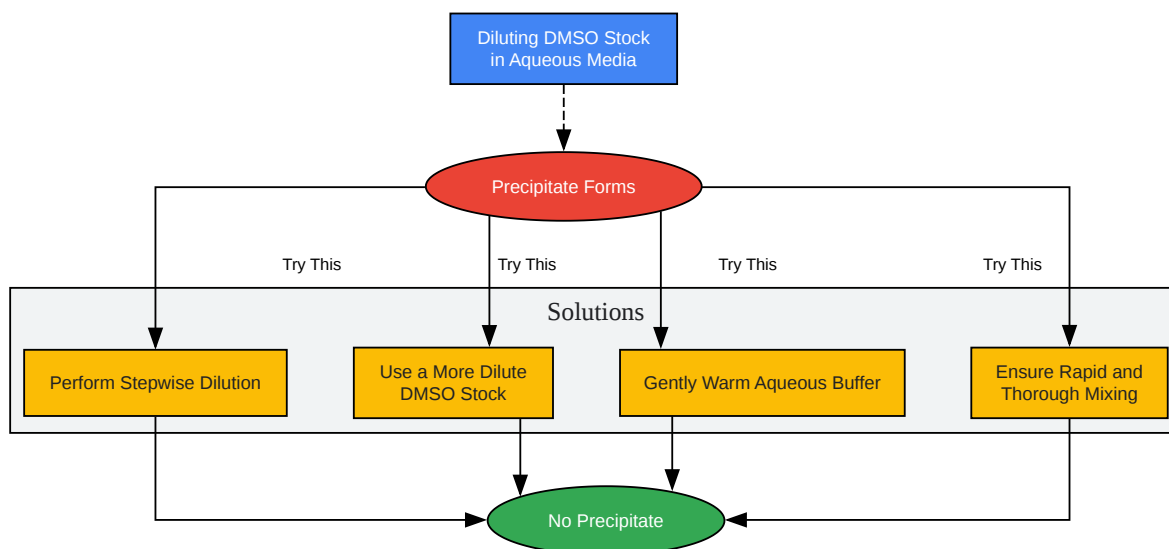 Diluting DMSO Stock
in Aqueous Media
Precipitate Forms
Try This
Try This
Try This
Try This
Solutions
Perform Stepwise Dilution
Use a More Dilute
DMSO Stock
Gently Warm Aqueous Buffer
Ensure Rapid and
Thorough Mixing
No Precipitate